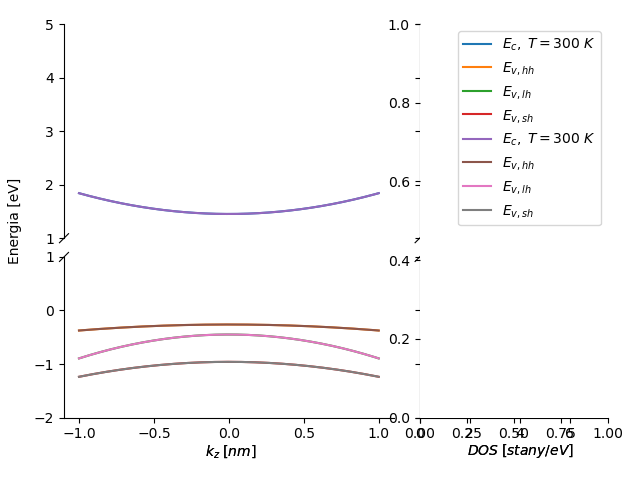 5
4
3
2
1
1
0
−1
−2
Energia [eV]
−1.0 −0.5 0.0 0.5 1.0
k_z [nm]
1.0
0.8
0.6
0.4
0.2
0.0
E_c, T = 300 K
E_{v,hh}
E_{v,lh}
E_{v,sh}
E_c, T = 300 K
E_{v,hh}
E_{v,lh}
E_{v,sh}
0.00 0.25 0.50 0.75 1.00
DOS [stany/eV]